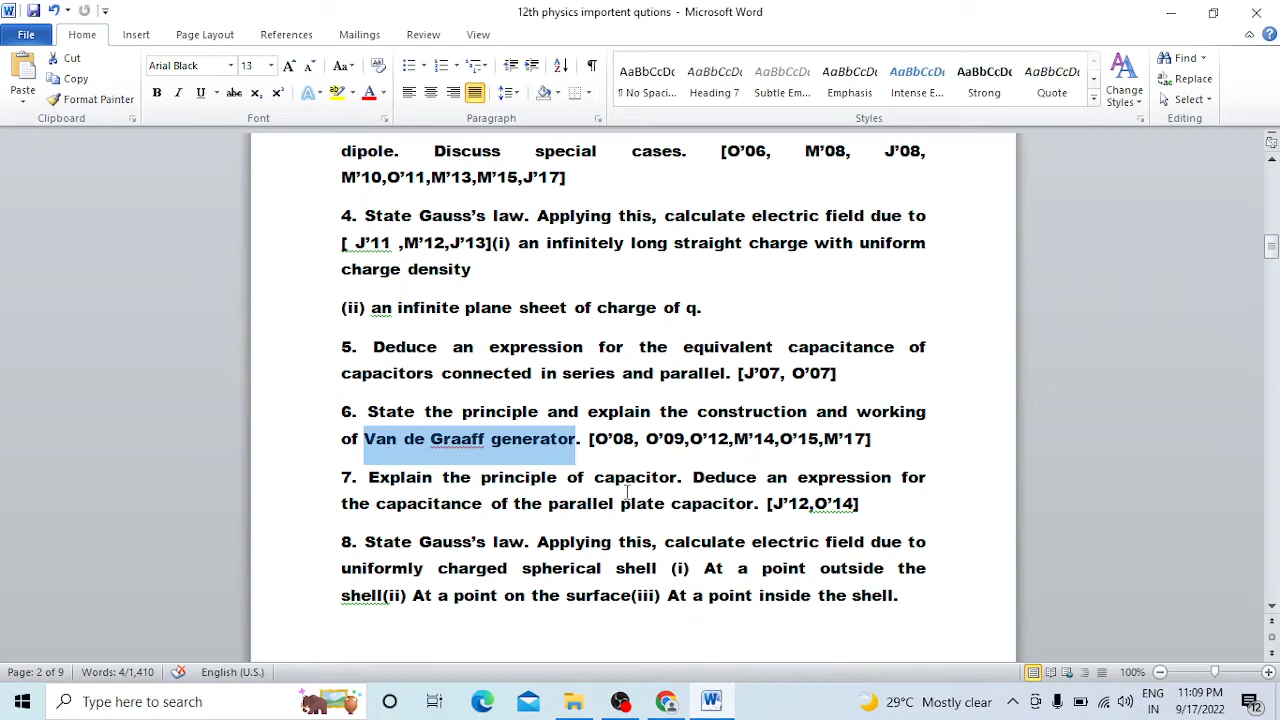 12th physics importent qutions - Microsoft Word
File Home Insert Page Layout References Mailings Review View
Paste Cut Copy Format Painter
Arial Black 13
AaBbCcDc AaBbCcD AaBbCcD AaBbCcDc AaBbCcDc AaBbCcDc AaBbCcDc
¶ No Spaci... Heading 7 Subtle Em... Emphasis Intense E... Strong Quote
Change Styles
Find Replace Select
Clipboard Font Paragraph Styles Editing
dipole. Discuss special cases. [O’06, M’08, J’08,
M’10,O’11,M’13,M’15,J’17]
4. State Gauss’s law. Applying this, calculate electric field due to
[ J’11 ,M’12,J’13](i) an infinitely long straight charge with uniform
charge density
(ii) an infinite plane sheet of charge of q.
5. Deduce an expression for the equivalent capacitance of
capacitors connected in series and parallel. [J’07, O’07]
6. State the principle and explain the construction and working
of Van de Graaff generator. [O’08, O’09,O’12,M’14,O’15,M’17]
7. Explain the principle of capacitor. Deduce an expression for
the capacitance of the parallel plate capacitor. [J’12,O’14]
8. State Gauss’s law. Applying this, calculate electric field due to
uniformly charged spherical shell (i) At a point outside the
shell(ii) At a point on the surface(iii) At a point inside the shell.
Page: 2 of 9 Words: 4/1,410 English (U.S.) 100%
Type here to search 29°C Mostly clear ENG IN 11:09 PM 9/17/2022 12